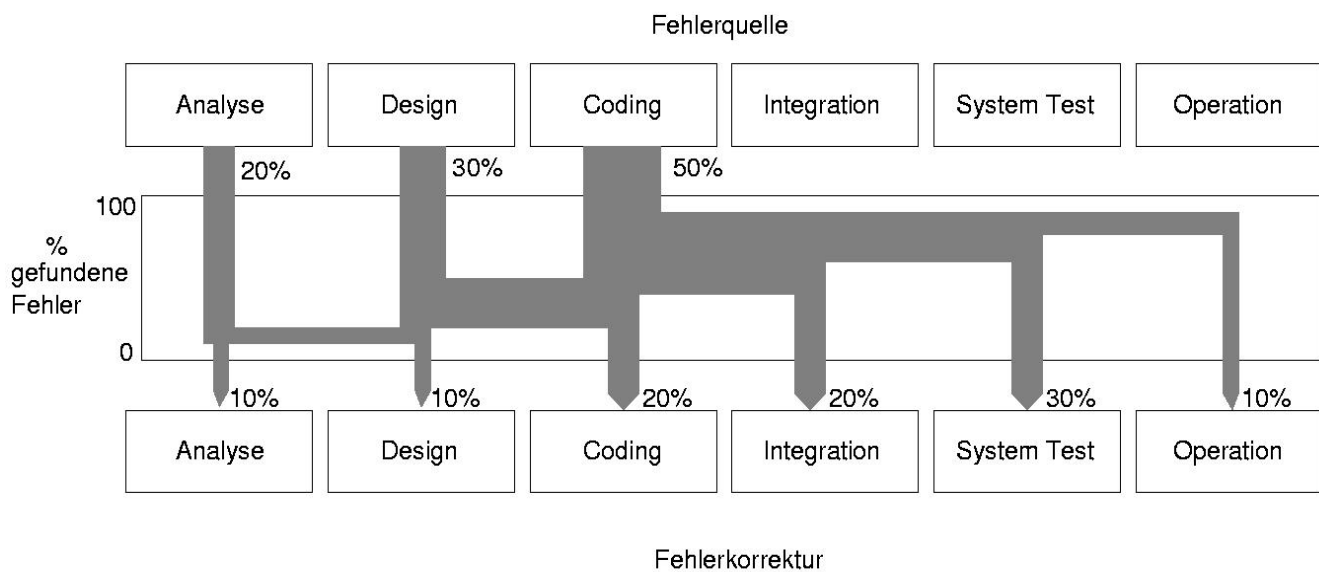 Fehlerquelle
Analyse
Design
Coding
Integration
System Test
Operation
20%
30%
50%
100
%
gefundene
Fehler
0
10%
10%
20%
20%
30%
10%
Analyse
Design
Coding
Integration
System Test
Operation
Fehlerkorrektur